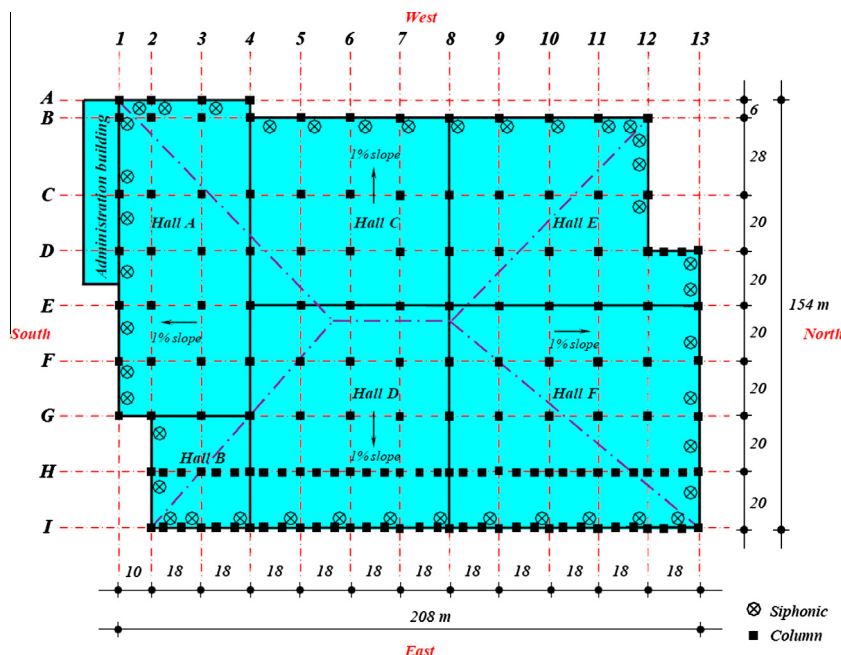 West
1 2 3 4 5 6 7 8 9 10 11 12 13
A
6
B
Administration building
1% slope
28
C
Hall A
Hall C
Hall E
20
D
20
E
154 m
South
1% slope
1% slope
20
North
F
Hall D
Hall F
20
G
1% slope
20
Hall B
H
20
I
10 18 18 18 18 18 18 18 18 18 18 18
208 m
Siphonic
Column
East